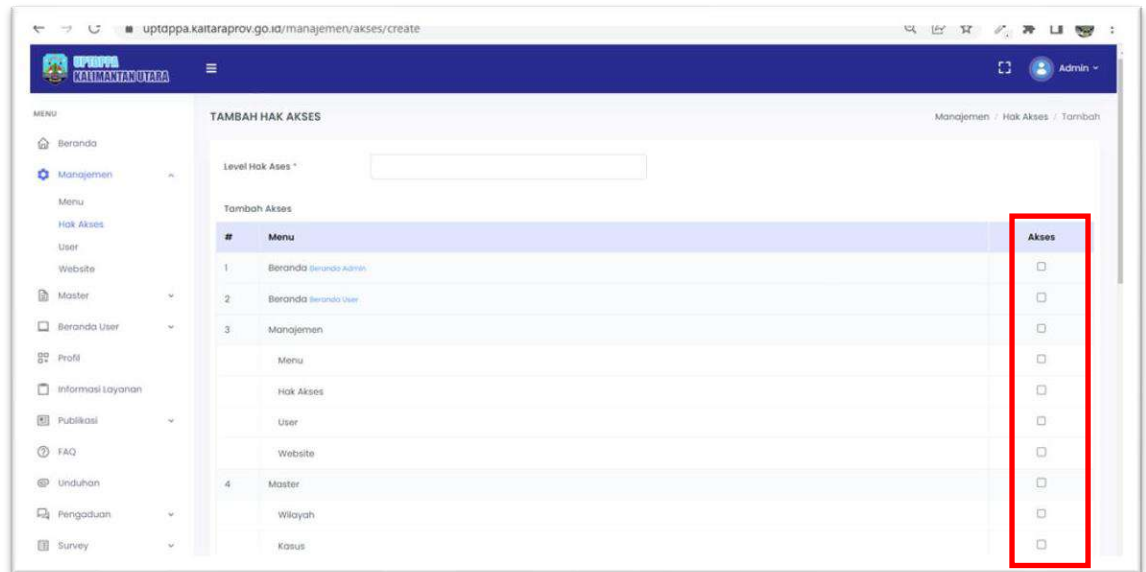 uptdppa.kaltaraprov.go.id/manajemen/akses/create
UPTDPPA
KALIMANTAN UTARA
Admin
MENU
TAMBAH HAK AKSES
Manajemen / Hak Akses / Tambah
Beranda
Manajemen
Menu
Hak Akses
User
Website
Master
Beranda User
Profil
Informasi Layanan
Publikasi
FAQ
Unduhan
Pengaduan
Survey
Level Hak Ases *
Tambah Akses
# Menu Akses
1 Beranda Beranda Admin
2 Beranda Beranda User
3 Manajemen
Menu
Hak Akses
User
Website
4 Master
Wilayah
Kasus